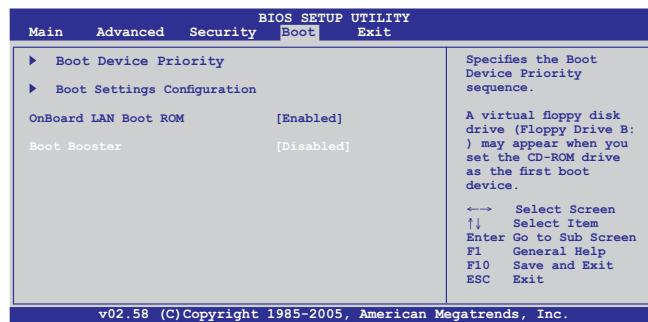 BIOS SETUP UTILITY
Main Advanced Security Boot Exit
Boot Device Priority
Boot Settings Configuration
OnBoard LAN Boot ROM [Enabled]
Boot Booster [Disabled]
Specifies the Boot
Device Priority
sequence.
A virtual floppy disk
drive (Floppy Drive B:
) may appear when you
set the CD-ROM drive
as the first boot
device.
←→ Select Screen
↑↓ Select Item
Enter Go to Sub Screen
F1 General Help
F10 Save and Exit
ESC Exit
v02.58 (C)Copyright 1985-2005, American Megatrends, Inc.